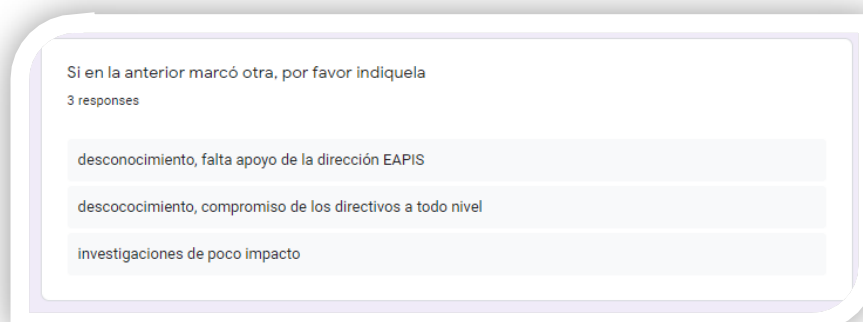 Si en la anterior marcó otra, por favor indiquela
3 responses
desconocimiento, falta apoyo de la dirección EAPIS
descococimiento, compromiso de los directivos a todo nivel
investigaciones de poco impacto